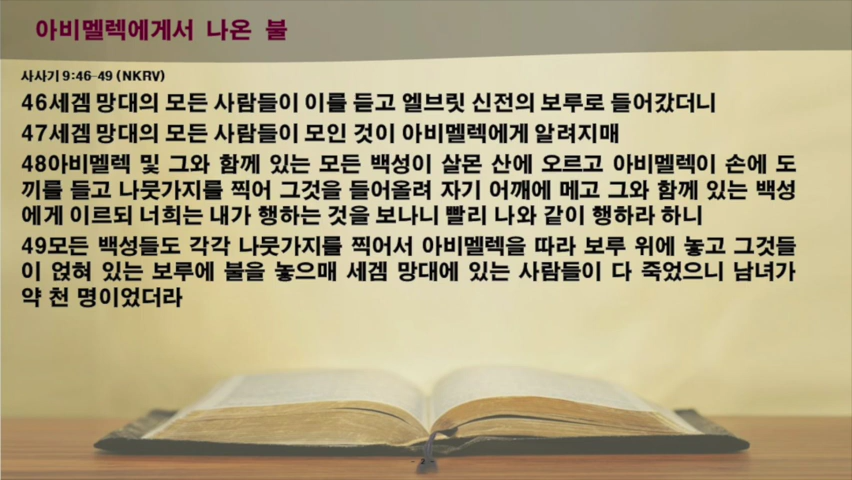 아비멜렉에게서 나온 불
사사기 9:46-49 (NKRV)
46세겜 망대의 모든 사람들이 이를 듣고 엘브릿 신전의 보루로 들어갔더니
47세겜 망대의 모든 사람들이 모인 것이 아비멜렉에게 알려지매
48아비멜렉 및 그와 함께 있는 모든 백성이 살몬 산에 오르고 아비멜렉이 손에 도
끼를 들고 나뭇가지를 찍어 그것을 들어올려 자기 어깨에 메고 그와 함께 있는 백성
에게 이르되 너희는 내가 행하는 것을 보나니 빨리 나와 같이 행하라 하니
49모든 백성들도 각각 나뭇가지를 찍어서 아비멜렉을 따라 보루 위에 놓고 그것들
이 얹혀 있는 보루에 불을 놓으매 세겜 망대에 있는 사람들이 다 죽었으니 남녀가
약 천 명이었더라